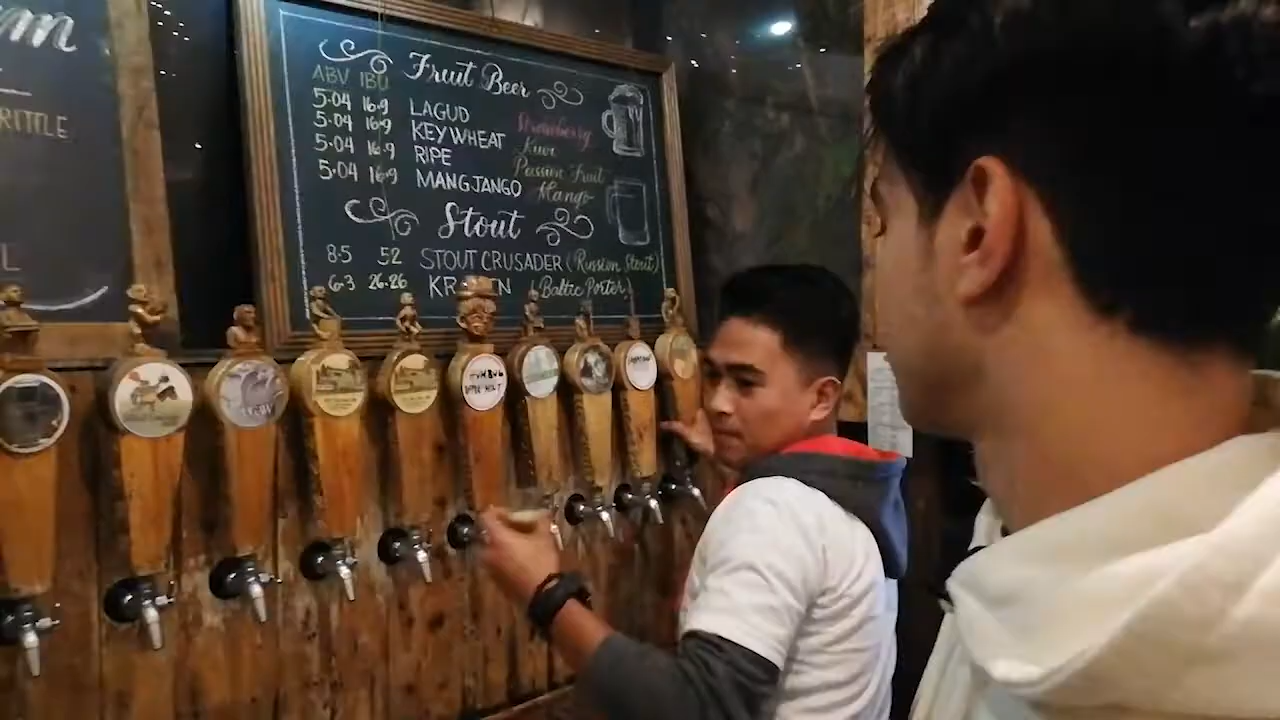 RITTLE
L
Fruit Beer
ABV IBU
5.04 16.9 LAGUD Strawberry
5.04 16.9 KEY WHEAT Kiwi
5.04 16.9 RIPE Passion Fruit
5.04 16.9 MANGJANGO Mango
Stout
8.5 52 STOUT CRUSADER (Russian Stout)
6.3 26.26 (Baltic Porter)